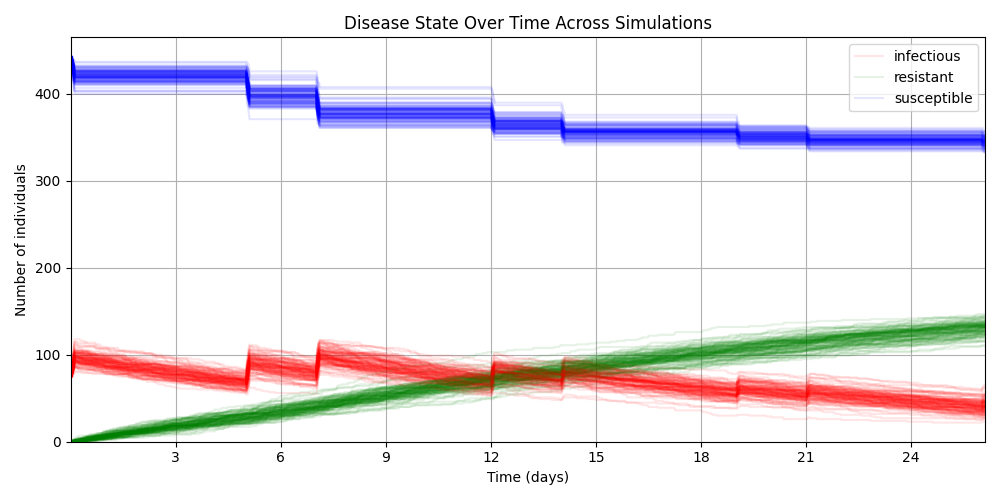 Disease State Over Time Across Simulations
infectious
resistant
susceptible
Number of individuals
400
300
200
100
0
3 6 9 12 15 18 21 24
Time (days)